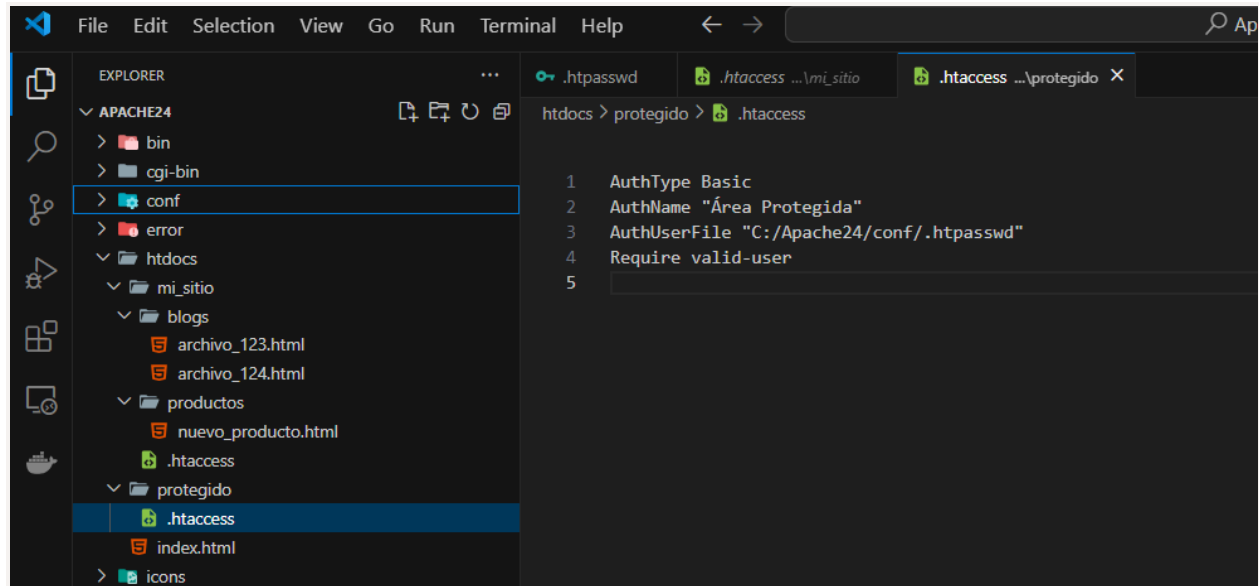 File Edit Selection View Go Run Terminal Help
Ap
EXPLORER
.htpasswd
.htaccess ...\mi_sitio
.htaccess ...\protegido
APACHE24
htdocs > protegido > .htaccess
bin
cgi-bin
conf
error
htdocs
mi_sitio
blogs
archivo_123.html
archivo_124.html
productos
nuevo_producto.html
.htaccess
protegido
.htaccess
index.html
icons
1 AuthType Basic
2 AuthName "Área Protegida"
3 AuthUserFile "C:/Apache24/conf/.htpasswd"
4 Require valid-user
5